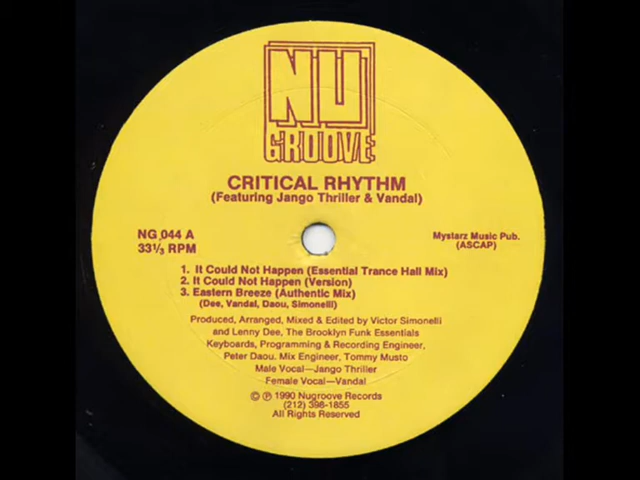 NU
GROOVE
CRITICAL RHYTHM
(Featuring Jango Thriller & Vandal)
NG 044 A
33⅓ RPM
Mystarz Music Pub.
(ASCAP)
1. It Could Not Happen (Essential Trance Hall Mix)
2. It Could Not Happen (Version)
3. Eastern Breeze (Authentic Mix)
(Dee, Vandal, Daou, Simonelli)
Produced, Arranged, Mixed & Edited by Victor Simonelli
and Lenny Dee, The Brooklyn Funk Essentials
Keyboards, Programming & Recording Engineer,
Peter Daou. Mix Engineer, Tommy Musto
Male Vocal—Jango Thriller
Female Vocal—Vandal
© ℗ 1990 Nugroove Records
(212) 398-1855
All Rights Reserved